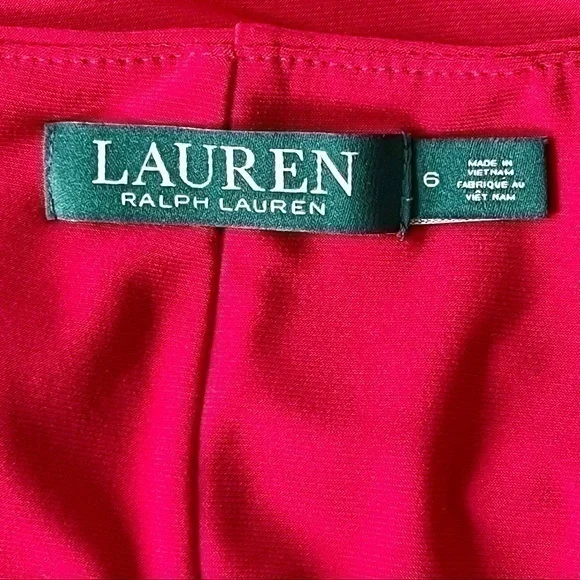 LAUREN
RALPH LAUREN
6
MADE IN
VIETNAM
FABRIQUÉ AU
VIÊT NAM